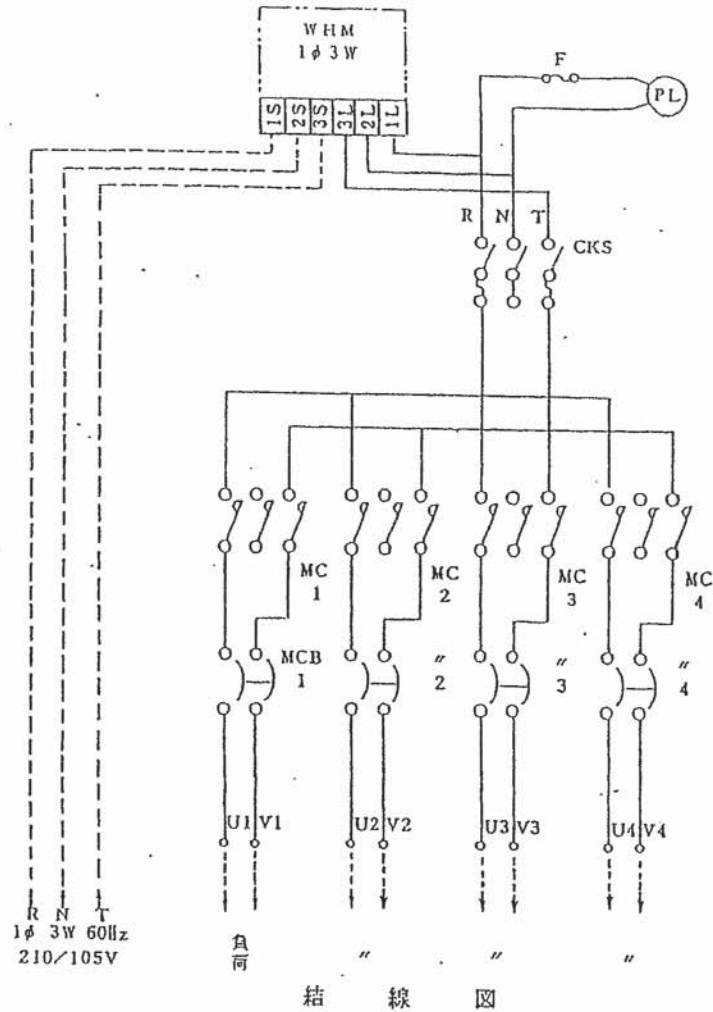 WHM
1φ3W
1S 2S 3S 3L 2L 1L
F
PL
R N T
CKS
MC
1
MC
2
MC
3
MC
4
MCB
1
〃
2
〃
3
〃
4
U1 V1 U2 V2 U3 V3 U4 V4
R N T
1φ 3W 60Hz
210/105V
負荷 〃 〃 〃
結線図